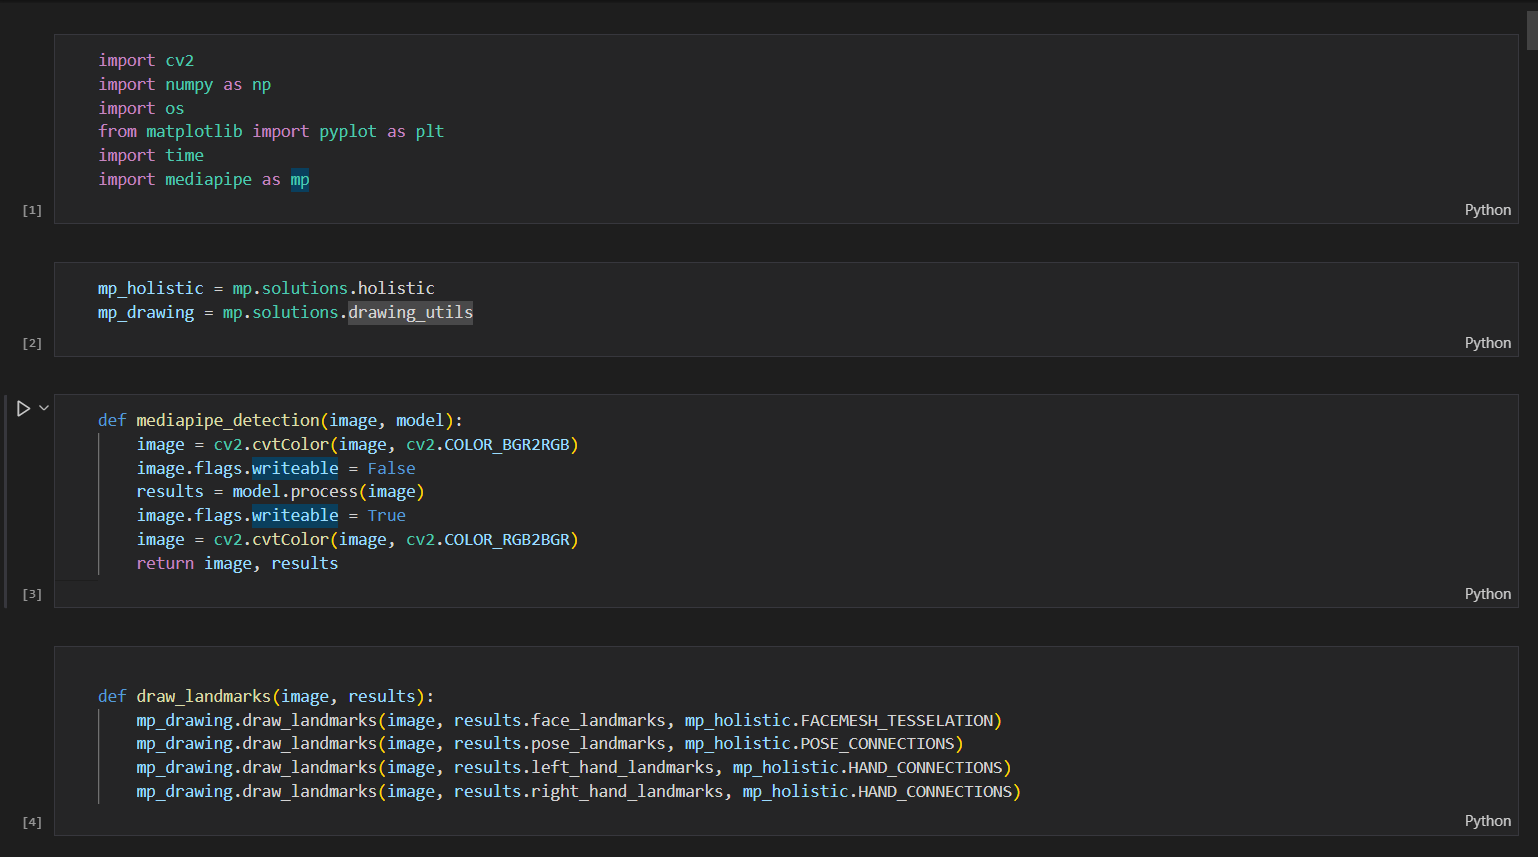 import cv2
import numpy as np
import os
from matplotlib import pyplot as plt
import time
import mediapipe as mp
[1]
Python
mp_holistic = mp.solutions.holistic
mp_drawing = mp.solutions.drawing_utils
[2]
Python
def mediapipe_detection(image, model):
    image = cv2.cvtColor(image, cv2.COLOR_BGR2RGB)
    image.flags.writeable = False
    results = model.process(image)
    image.flags.writeable = True
    image = cv2.cvtColor(image, cv2.COLOR_RGB2BGR)
    return image, results
[3]
Python
def draw_landmarks(image, results):
    mp_drawing.draw_landmarks(image, results.face_landmarks, mp_holistic.FACEMESH_TESSELATION)
    mp_drawing.draw_landmarks(image, results.pose_landmarks, mp_holistic.POSE_CONNECTIONS)
    mp_drawing.draw_landmarks(image, results.left_hand_landmarks, mp_holistic.HAND_CONNECTIONS)
    mp_drawing.draw_landmarks(image, results.right_hand_landmarks, mp_holistic.HAND_CONNECTIONS)
[4]
Python